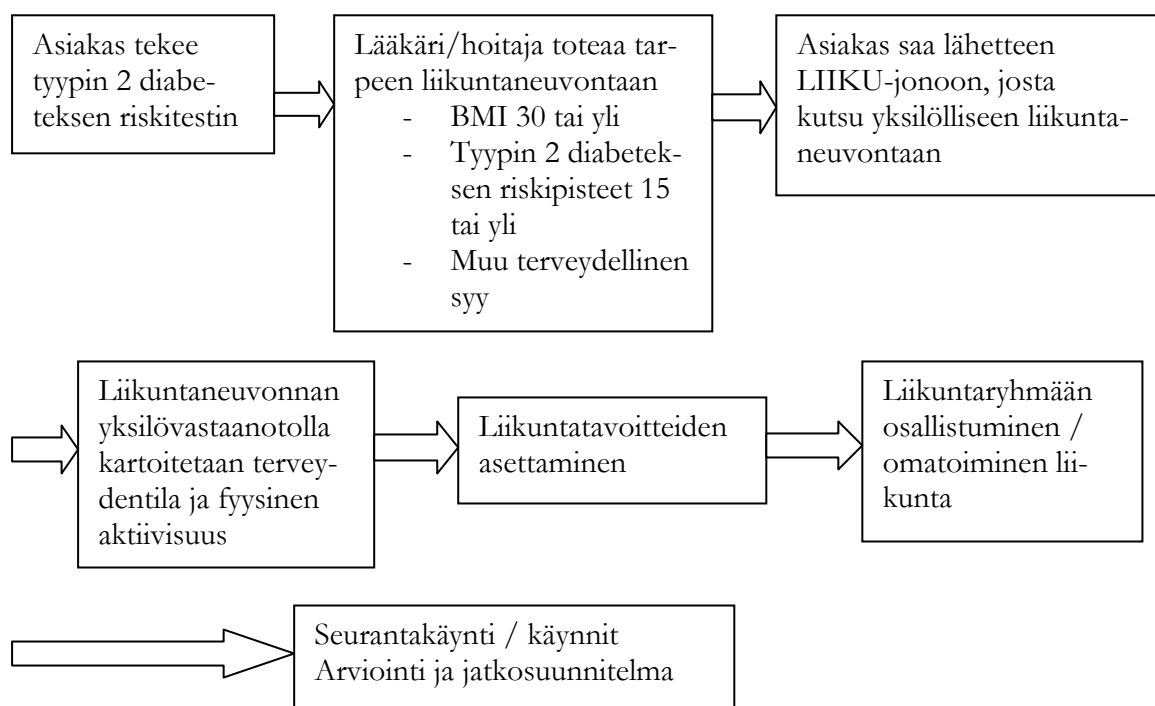 Asiakas tekee
tyypin 2 diabe-
teksen riskitestin
Lääkäri/hoitaja toteaa tar-
peen liikuntaneuvontaan
- BMI 30 tai yli
- Tyypin 2 diabetek-
sen riskipisteet 15
tai yli
- Muu terveydellinen
syy
Asiakas saa lähetteen
LIIKU-jonoon, josta
kutsu yksilölliseen liikunta-
neuvontaan
Liikuntaneuvonnan
yksilövastaanotolla
kartoitetaan tervey-
dentila ja fyysinen
aktiivisuus
Liikuntatavoitteiden
asettaminen
Liikuntaryhmään
osallistuminen /
omatoiminen lii-
kunta
Seurantakäynti / käynnit
Arviointi ja jatkosuunnitelma